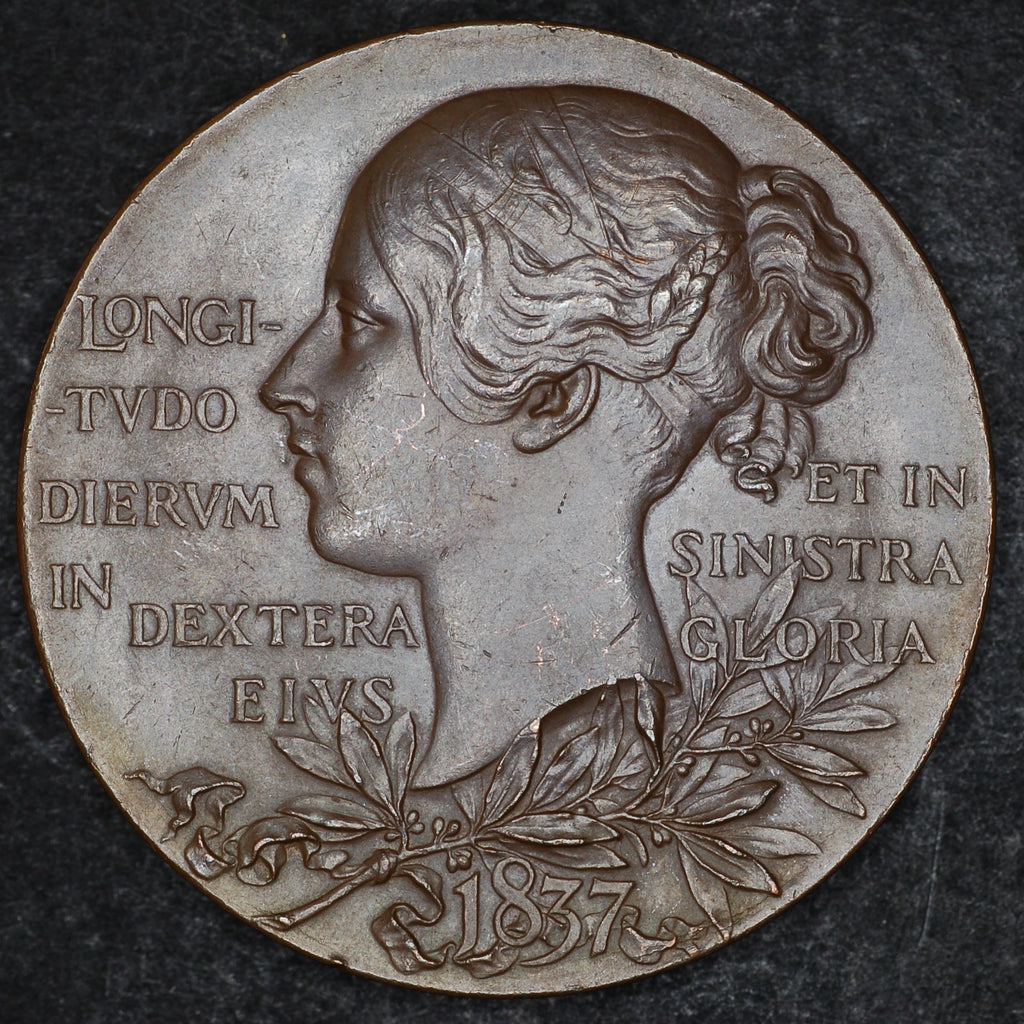 LONGI-
-TVDO
DIERVM
IN
DEXTERA
EIVS
ET IN
SINISTRA
GLORIA
1837